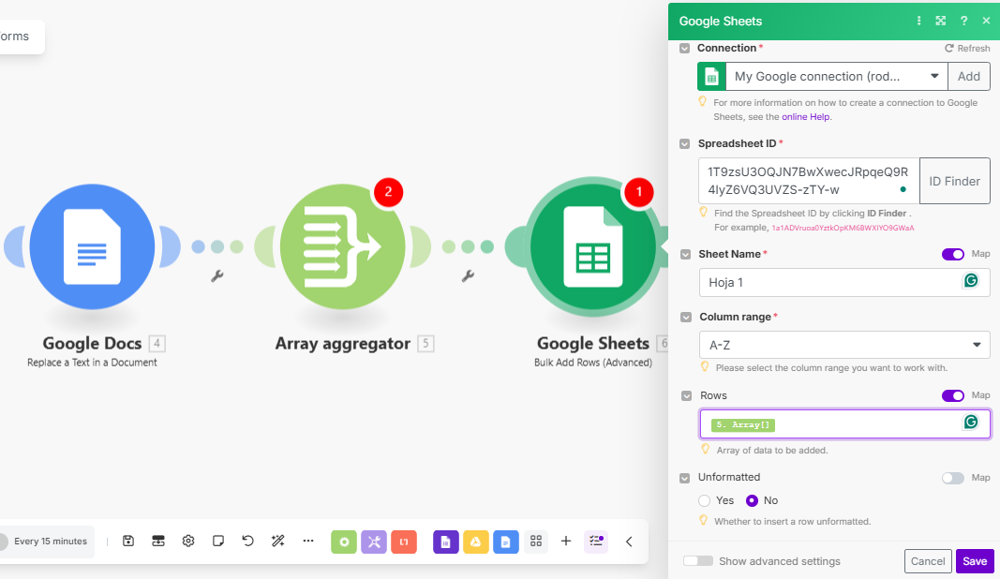 orms
2
1
Google Docs 4
Replace a Text in a Document
Array aggregator 5
Google Sheets 6
Bulk Add Rows (Advanced)
Every 15 minutes
Google Sheets
Connection*
Refresh
My Google connection (rod...
Add
For more information on how to create a connection to Google
Sheets, see the online Help.
Spreadsheet ID*
1T9zsU3OQJN7BwXwecJRpqeQ9R
4IyZ6VQ3UVZS-zTY-w
ID Finder
Find the Spreadsheet ID by clicking ID Finder .
For example, 1a1ADVruoa0YztkOpKM6BWXIYO9GWaA
Sheet Name*
Map
Hoja 1
Column range*
A-Z
Please select the column range you want to work with.
Rows
Map
5. Array[]
Array of data to be added.
Unformatted
Map
Yes No
Whether to insert a row unformatted.
Show advanced settings
Cancel
Save